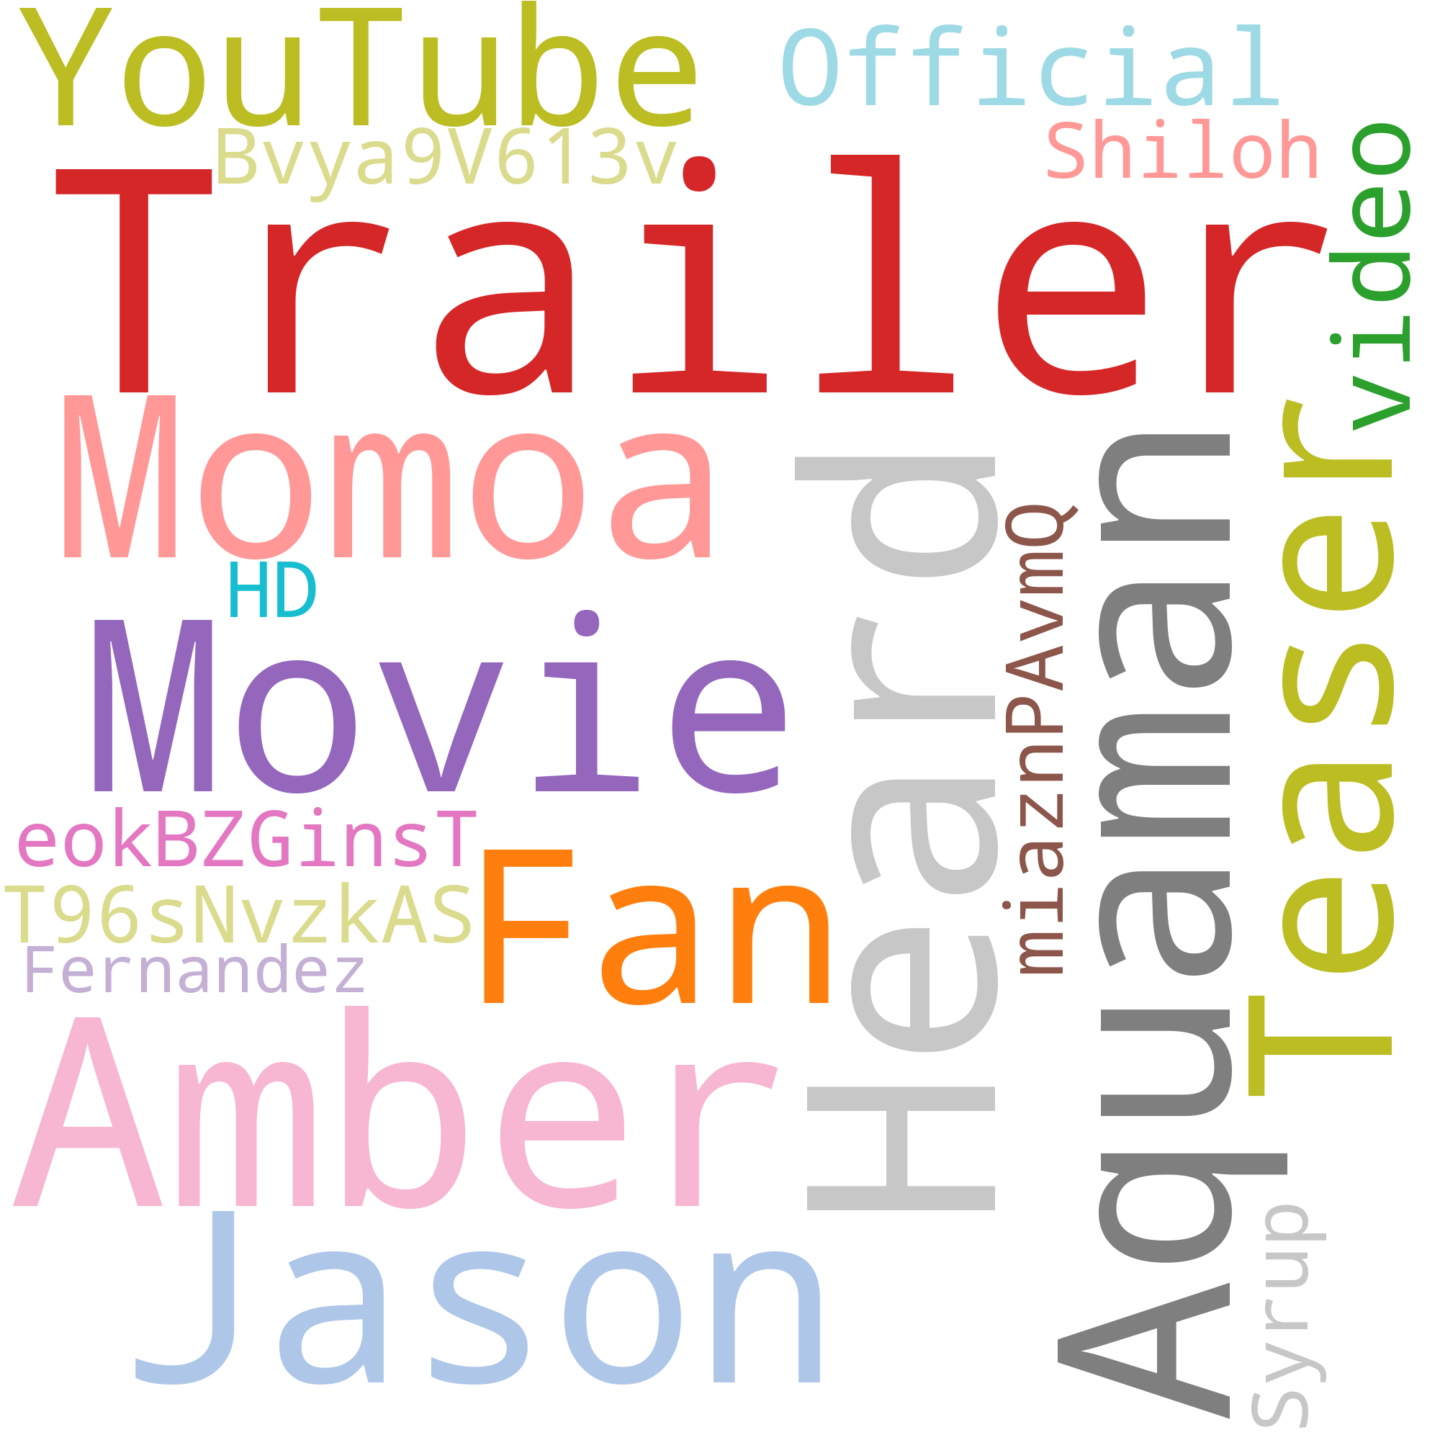 YouTube
Official
Bvya9V613v
Shiloh
Trailer
video
Momoa
Heard
miaznPAvmQ
Aquaman
Teaser
HD
Movie
eokBZGinsT
Fan
T96sNvzkAS
Fernandez
Amber
Jason
Syrup